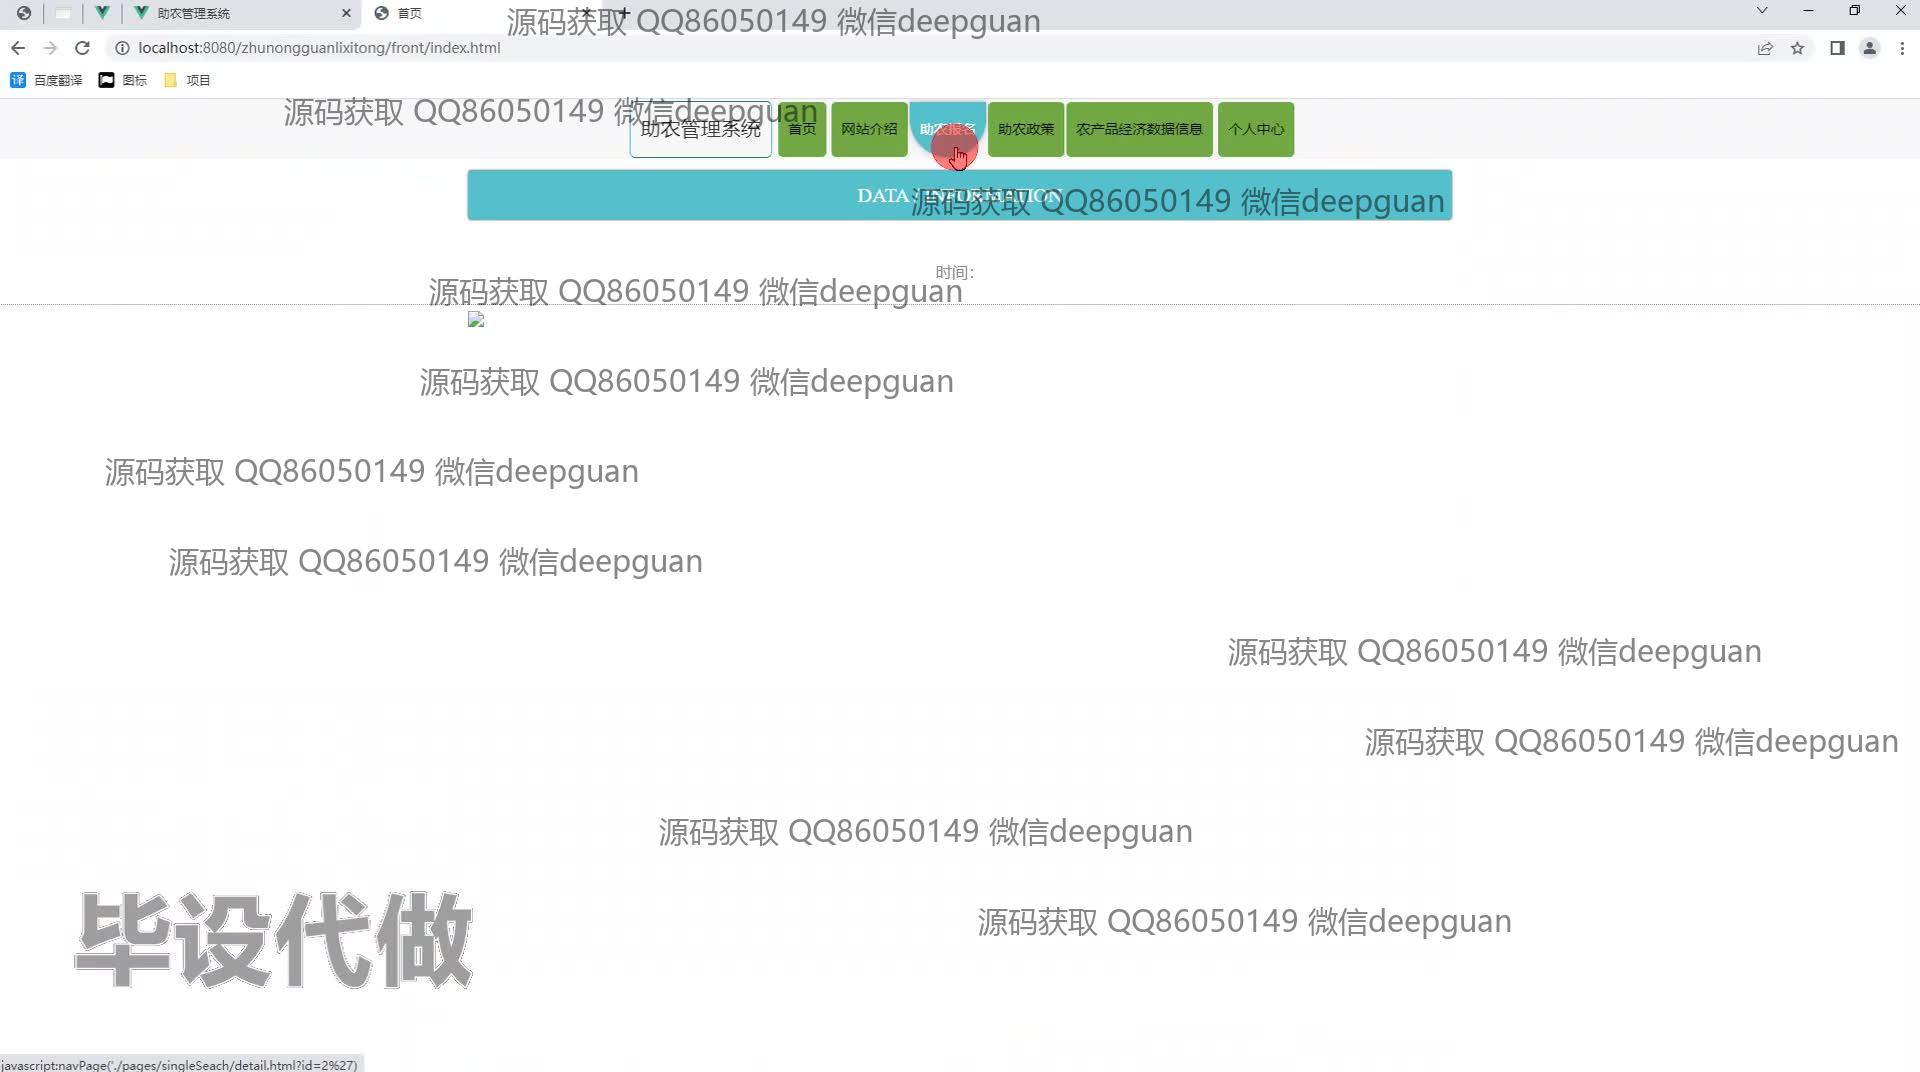 助农管理系统
首页
源码获取 QQ86050149 微信deepguan
localhost:8080/zhunongguanlixitong/front/index.html
百度翻译
图标
项目
源码获取 QQ86050149 微信deepguan
助农管理系统
首页
网站介绍
助农报名
助农政策
农产品经济数据信息
个人中心
DATA / INFORMATION
源码获取 QQ86050149 微信deepguan
时间：
源码获取 QQ86050149 微信deepguan
源码获取 QQ86050149 微信deepguan
源码获取 QQ86050149 微信deepguan
源码获取 QQ86050149 微信deepguan
源码获取 QQ86050149 微信deepguan
源码获取 QQ86050149 微信deepguan
源码获取 QQ86050149 微信deepguan
源码获取 QQ86050149 微信deepguan
毕设代做
javascript:navPage('./pages/singleSeach/detail.html?id=2%27)